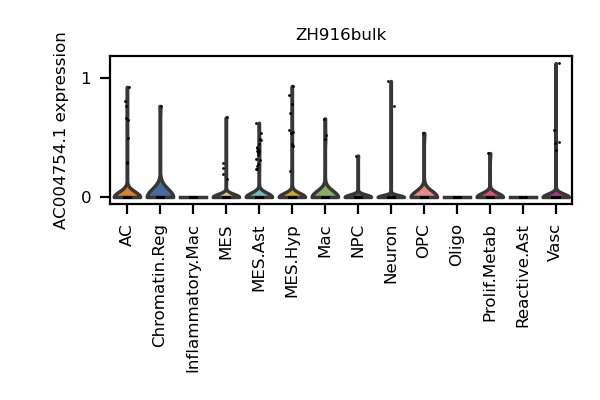 ZH916bulk
AC004754.1 expression
1
0
AC
Chromatin.Reg
Inflammatory.Mac
MES
MES.Ast
MES.Hyp
Mac
NPC
Neuron
OPC
Oligo
Prolif.Metab
Reactive.Ast
Vasc